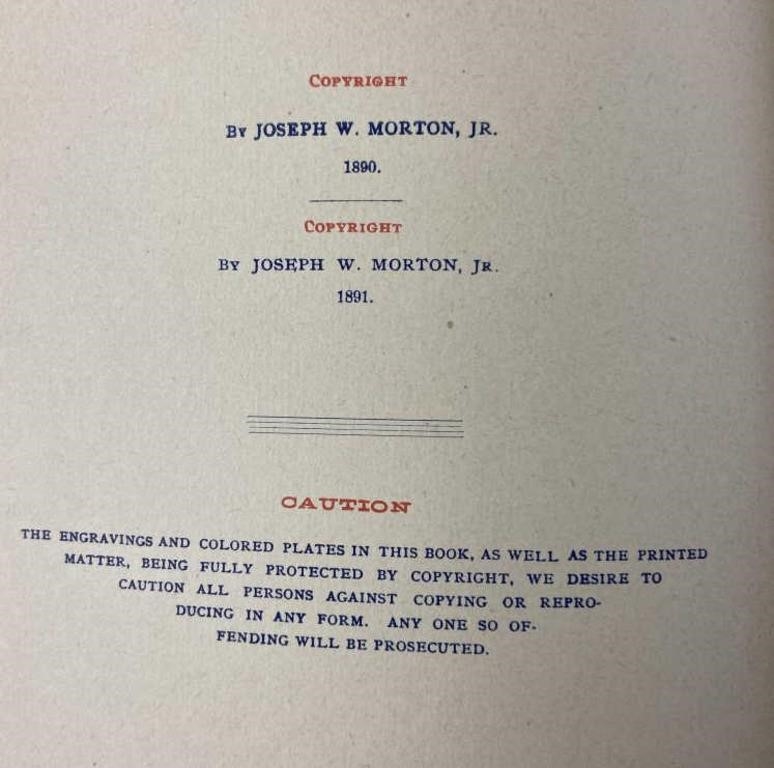 COPYRIGHT
BY JOSEPH W. MORTON, JR.
1890.
COPYRIGHT
BY JOSEPH W. MORTON, JR.
1891.
CAUTION
THE ENGRAVINGS AND COLORED PLATES IN THIS BOOK, AS WELL AS THE PRINTED
MATTER, BEING FULLY PROTECTED BY COPYRIGHT, WE DESIRE TO
CAUTION ALL PERSONS AGAINST COPYING OR REPRO-
DUCING IN ANY FORM. ANY ONE SO OF-
FENDING WILL BE PROSECUTED.